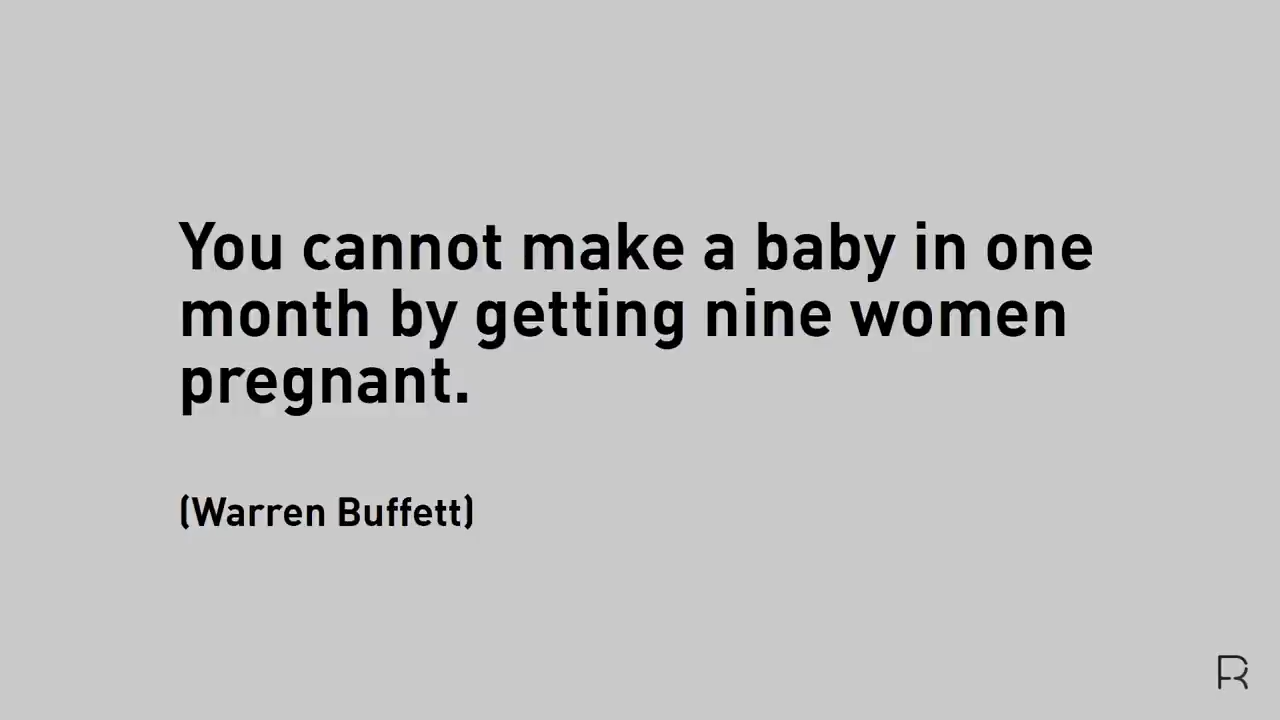 You cannot make a baby in one
month by getting nine women
pregnant.
(Warren Buffett)